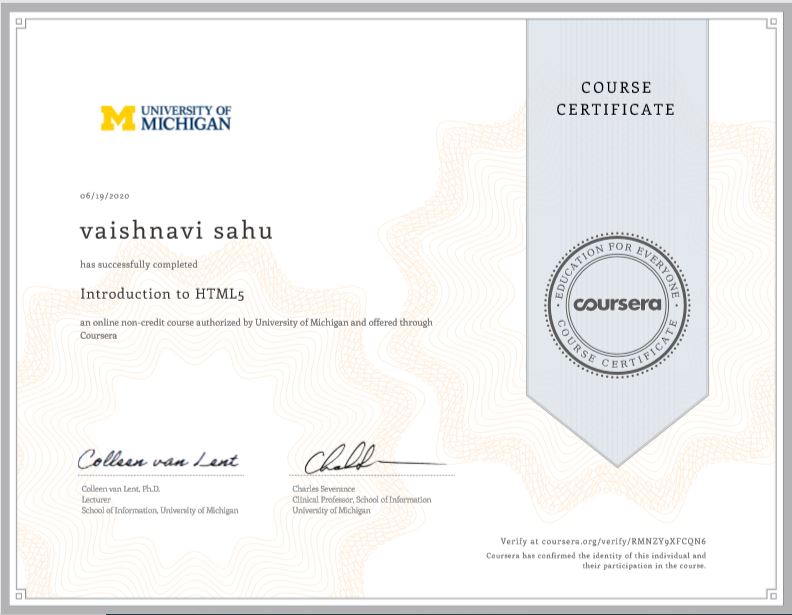 UNIVERSITY OF
MICHIGAN
COURSE
CERTIFICATE
06/19/2020
vaishnavi sahu
has successfully completed
Introduction to HTML5
an online non-credit course authorized by University of Michigan and offered through
Coursera
EDUCATION FOR EVERYONE
coursera
COURSE CERTIFICATE
Colleen van Lent
Colleen van Lent, Ph.D.
Lecturer
School of Information, University of Michigan
Charles Severance
Clinical Professor, School of Information
University of Michigan
Verify at coursera.org/verify/RMNZY9XFCQN6
Coursera has confirmed the identity of this individual and
their participation in the course.